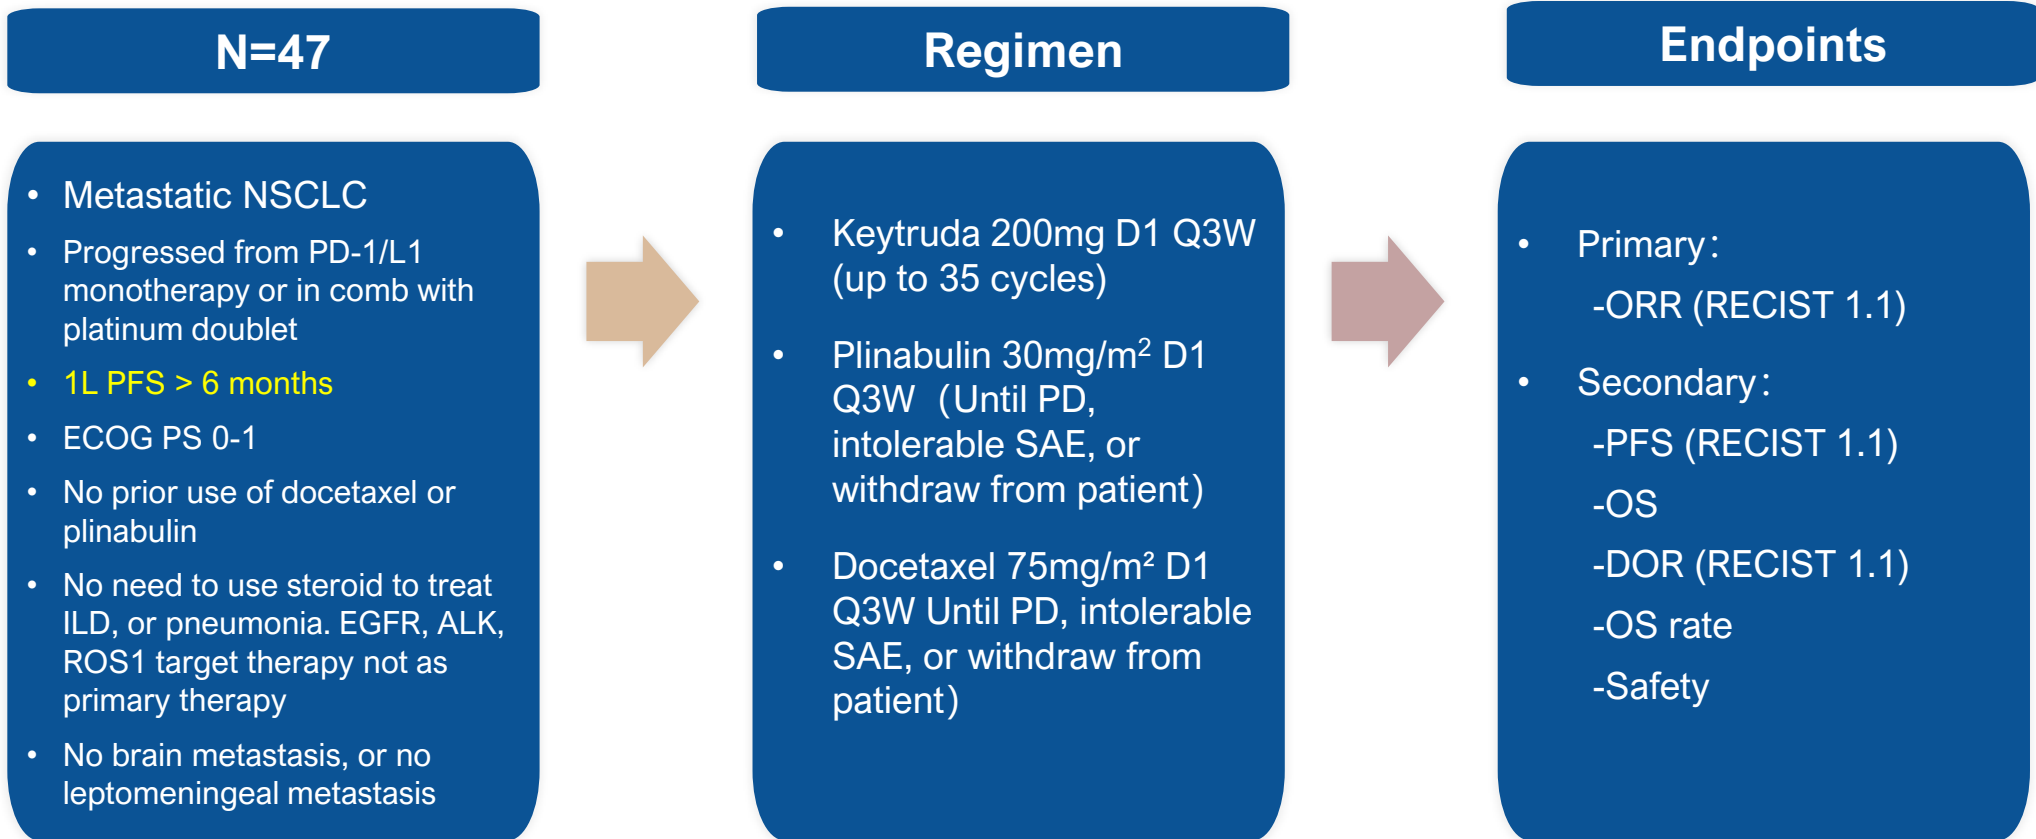 N=47
• Metastatic NSCLC
• Progressed from PD-1/L1
monotherapy or in comb with
platinum doublet
• 1L PFS > 6 months
• ECOG PS 0-1
• No prior use of docetaxel or
plinabulin
• No need to use steroid to treat
ILD, or pneumonia. EGFR, ALK,
ROS1 target therapy not as
primary therapy
• No brain metastasis, or no
leptomeningeal metastasis
Regimen
• Keytruda 200mg D1 Q3W
(up to 35 cycles)
• Plinabulin 30mg/m² D1
Q3W（Until PD,
intolerable SAE, or
withdraw from patient）
• Docetaxel 75mg/m² D1
Q3W Until PD, intolerable
SAE, or withdraw from
patient）
Endpoints
• Primary：
-ORR (RECIST 1.1)
• Secondary：
-PFS (RECIST 1.1)
-OS
-DOR (RECIST 1.1)
-OS rate
-Safety